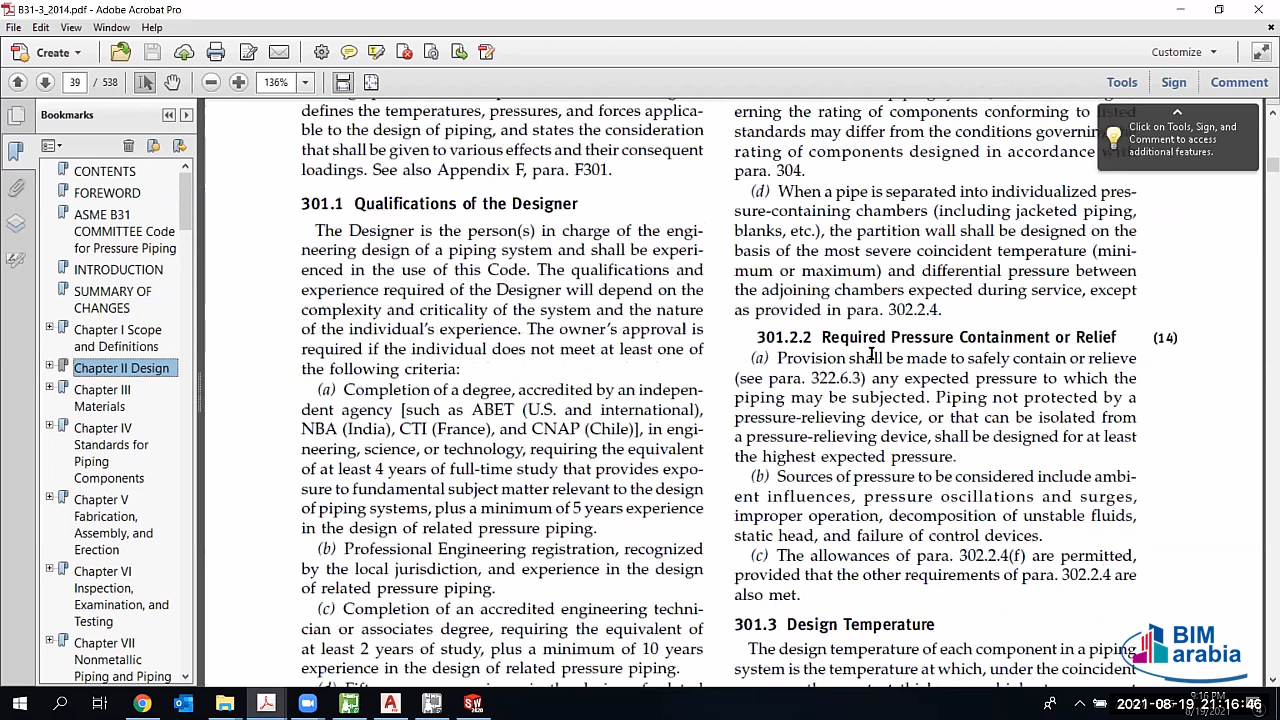 B31-3_2014.pdf - Adobe Acrobat Pro
File Edit View Window Help
Create
Customize
39 / 538
136%
Tools Sign Comment
Bookmarks
CONTENTS
FOREWORD
ASME B31
COMMITTEE Code
for Pressure Piping
INTRODUCTION
SUMMARY OF
CHANGES
Chapter I Scope
and Definitions
Chapter II Design
Chapter III
Materials
Chapter IV
Standards for
Piping
Components
Chapter V
Fabrication,
Assembly, and
Erection
Chapter VI
Inspection,
Examination, and
Testing
Chapter VII
Nonmetallic
Piping and Piping
defines the temperatures, pressures, and forces applica-
ble to the design of piping, and states the consideration
that shall be given to various effects and their consequent
loadings. See also Appendix F, para. F301.
301.1 Qualifications of the Designer
The Designer is the person(s) in charge of the engi-
neering design of a piping system and shall be experi-
enced in the use of this Code. The qualifications and
experience required of the Designer will depend on the
complexity and criticality of the system and the nature
of the individual's experience. The owner's approval is
required if the individual does not meet at least one of
the following criteria:
(a) Completion of a degree, accredited by an indepen-
dent agency [such as ABET (U.S. and international),
NBA (India), CTI (France), and CNAP (Chile)], in engi-
neering, science, or technology, requiring the equivalent
of at least 4 years of full-time study that provides expo-
sure to fundamental subject matter relevant to the design
of piping systems, plus a minimum of 5 years experience
in the design of related pressure piping.
(b) Professional Engineering registration, recognized
by the local jurisdiction, and experience in the design
of related pressure piping.
(c) Completion of an accredited engineering techni-
cian or associates degree, requiring the equivalent of
at least 2 years of study, plus a minimum of 10 years
experience in the design of related pressure piping.
erning the rating of components conforming to listed
standards may differ from the conditions governing
rating of components designed in accordance with
para. 304.
(d) When a pipe is separated into individualized pres-
sure-containing chambers (including jacketed piping,
blanks, etc.), the partition wall shall be designed on the
basis of the most severe coincident temperature (mini-
mum or maximum) and differential pressure between
the adjoining chambers expected during service, except
as provided in para. 302.2.4.
301.2.2 Required Pressure Containment or Relief (14)
(a) Provision shall be made to safely contain or relieve
(see para. 322.6.3) any expected pressure to which the
piping may be subjected. Piping not protected by a
pressure-relieving device, or that can be isolated from
a pressure-relieving device, shall be designed for at least
the highest expected pressure.
(b) Sources of pressure to be considered include ambi-
ent influences, pressure oscillations and surges,
improper operation, decomposition of unstable fluids,
static head, and failure of control devices.
(c) The allowances of para. 302.2.4(f) are permitted,
provided that the other requirements of para. 302.2.4 are
also met.
301.3 Design Temperature
The design temperature of each component in a piping
system is the temperature at which, under the coincident
Click on Tools, Sign, and
Comment to access
additional features.
BIM
arabia
9:16 PM
8/19/2021
2021-08-19 21:16:46